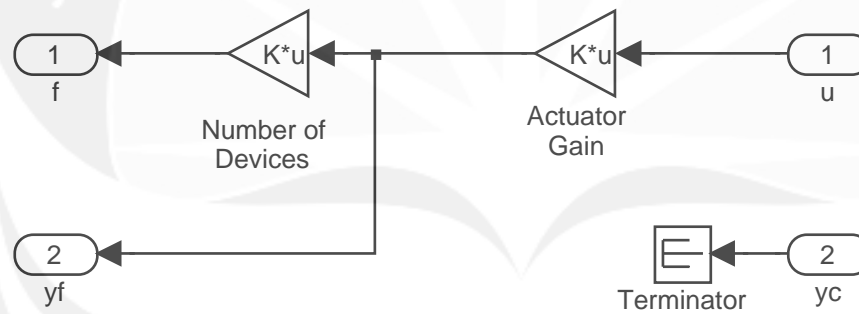 1
f
K*u
Number of
Devices
K*u
Actuator
Gain
1
u
2
yf
Terminator
2
yc